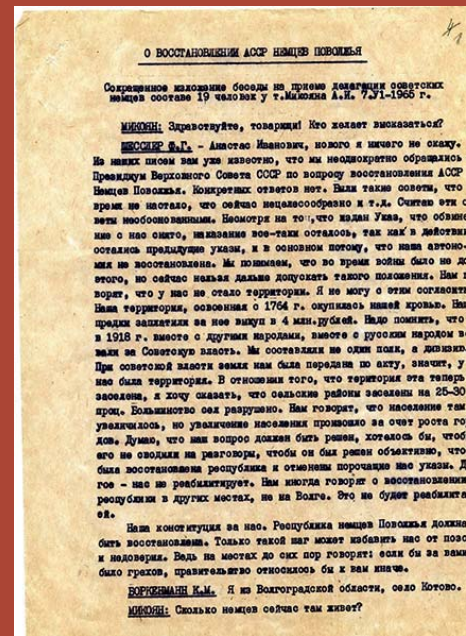 О ВОССТАНОВЛЕНИИ АССР НЕМЦЕВ ПОВОЛЖЬЯ
Сокращенное изложение беседы на приеме делегации советских
немцев составе 19 человек у т.Микояна А.И. 7.У1-1965 г.
МИКОЯН: Здравствуйте, товарищи! Кто желает высказаться?
ШЕССЛЕР Ф.Г. - Анастас Иванович, нового я ничего не скажу.
Из наших писем вам уже известно, что мы неоднократно обращались
Президиум Верховного Совета СССР по вопросу восстановления АССР
Немцев Поволжья. Конкретных ответов нет. Были такие советы, что
время не настало, что сейчас нецелесообразно и т.д. Считаю эти с
веты необоснованными. Несмотря на то, что издан Указ, что обвине
ние с нас снято, наказание все-таки осталось, так как в действии
остались предыдущие указы, и в основном потому, что наша автоно-
мия не восстановлена. Мы понимаем, что во время войны было не до
этого, но сейчас нельзя дальше допускать такого положения. Нам г
ворят, что у нас не стало территории. Я не могу с этим согласить
Наша территория, освоенная с 1764 г. окупилась нашей кровью. Наш
предки заплатили за нее выкуп в 4 млн.рублей. Надо помнить, что
в 1918 г. вместе с другими народами, вместе с русским народом во
вали за Советскую власть. Мы составляли не один полк, а дивизию.
При советской власти земля нам была передана по акту, значит, у
нас была территория. В отношении того, что територия эта теперь
заселена, я хочу сказать, что сельские районы заселены на 25-30
проц. Большинство сел разрушено. Нам говорят, что население там
увеличилось, но увеличение населения произошло за счет роста гор
дов. Думаю, что наш вопрос должен быть решен, хотелось бы, чтоб
его не сводили на разговоры, чтобы он был решен объективно, что
была восстановлена республика и отменены порочащие нас указы. Д
гое - нас не реабилитирует. Нам иногда говорят о восстановлении
республики в других местах, не на Волге. Это не будет реабилита
ей.
Наша конституция за нас. Республика немцев Поволжья должна
быть восстановлена. Только такой шаг может избавить нас от позо
и недоверия. Ведь на местах до сих пор говорят: если бы за вами
было грехов, правительство относилось бы к вам иначе.
БОРКЕНМАНН К.М. Я из Волгоградской области, село Котово.
МИКОЯН: Сколько немцев сейчас там живет?